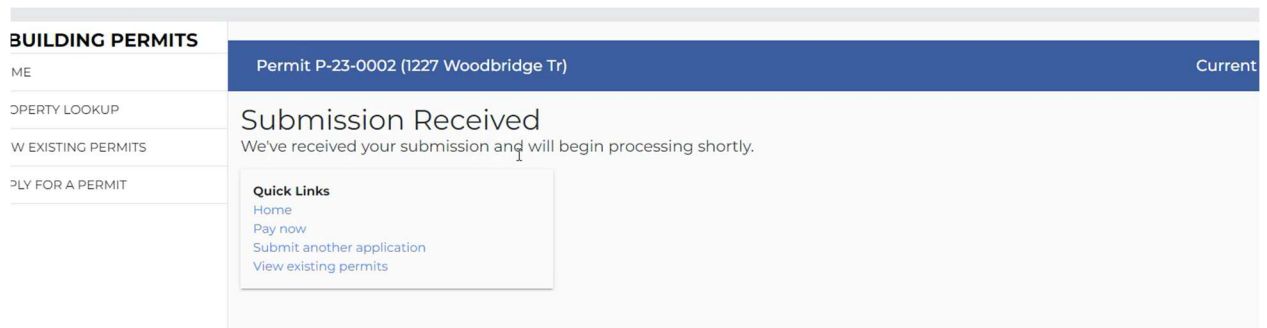 BUILDING PERMITS
ME
OPERTY LOOKUP
W EXISTING PERMITS
PLY FOR A PERMIT
Permit P-23-0002 (1227 Woodbridge Tr)
Current
Submission Received
We've received your submission and will begin processing shortly.
Quick Links
Home
Pay now
Submit another application
View existing permits